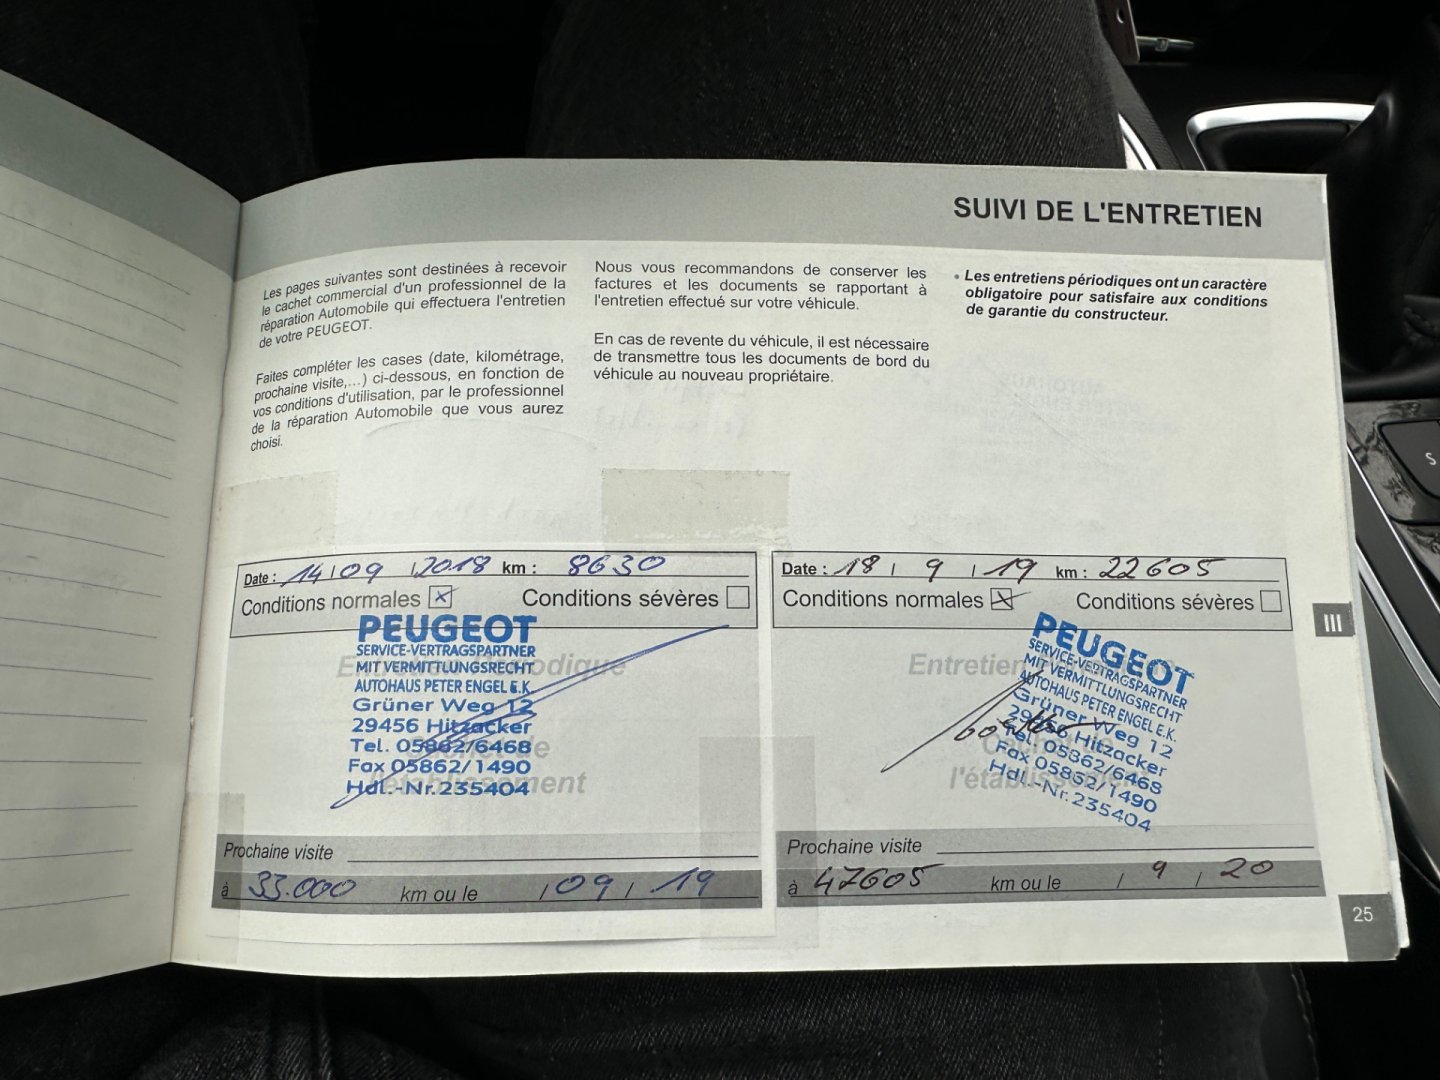 SUIVI DE L'ENTRETIEN
Les pages suivantes sont destinées à recevoir
le cachet commercial d'un professionnel de la
réparation Automobile qui effectuera l'entretien
de votre PEUGEOT.
Faites compléter les cases (date, kilométrage,
prochaine visite,...) ci-dessous, en fonction de
vos conditions d'utilisation, par le professionnel
de la réparation Automobile que vous aurez
choisi.
Nous vous recommandons de conserver les
factures et les documents se rapportant à
l'entretien effectué sur votre véhicule.
En cas de revente du véhicule, il est nécessaire
de transmettre tous les documents de bord du
véhicule au nouveau propriétaire.
• Les entretiens périodiques ont un caractère
obligatoire pour satisfaire aux conditions
de garantie du constructeur.
Date : 14 / 09 / 2018 km : 8630
Conditions normales x Conditions sévères
PEUGEOT
SERVICE-VERTRAGSPARTNER
MIT VERMITTLUNGSRECHT
Entretien périodique
AUTOHAUS PETER ENGEL E.K.
Grüner Weg 12
29456 Hitzacker
Tel. 05862/6468
Cachet de
Fax 05862/1490
l'établissement
Hdl.-Nr.235404
Prochaine visite
à 33.000 km ou le / 09 / 19
Date : 18 / 9 / 19 km : 22605
Conditions normales x Conditions sévères
PEUGEOT
SERVICE-VERTRAGSPARTNER
MIT VERMITTLUNGSRECHT
Entretien
AUTOHAUS PETER ENGEL E.K.
Grüner Weg 12
29456 Hitzacker
Tel. 05862/6468
Cachet de
Fax 05862/1490
l'établissement
Hdl.-Nr.235404
Prochaine visite
à 47605 km ou le / 9 / 20
III
25
S